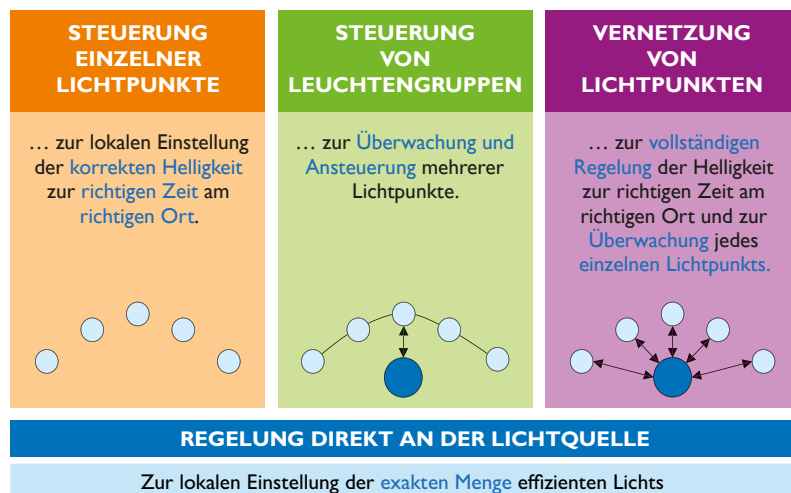 STEUERUNG
EINZELNER
LICHTPUNKTE
… zur lokalen Einstellung
der korrekten Helligkeit
zur richtigen Zeit am
richtigen Ort.
STEUERUNG
VON
LEUCHTENGRUPPEN
… zur Überwachung und
Ansteuerung mehrerer
Lichtpunkte.
VERNETZUNG
VON
LICHTPUNKTEN
… zur vollständigen
Regelung der Helligkeit
zur richtigen Zeit am
richtigen Ort und zur
Überwachung jedes
einzelnen Lichtpunkts.
REGELUNG DIREKT AN DER LICHTQUELLE
Zur lokalen Einstellung der exakten Menge effizienten Lichts